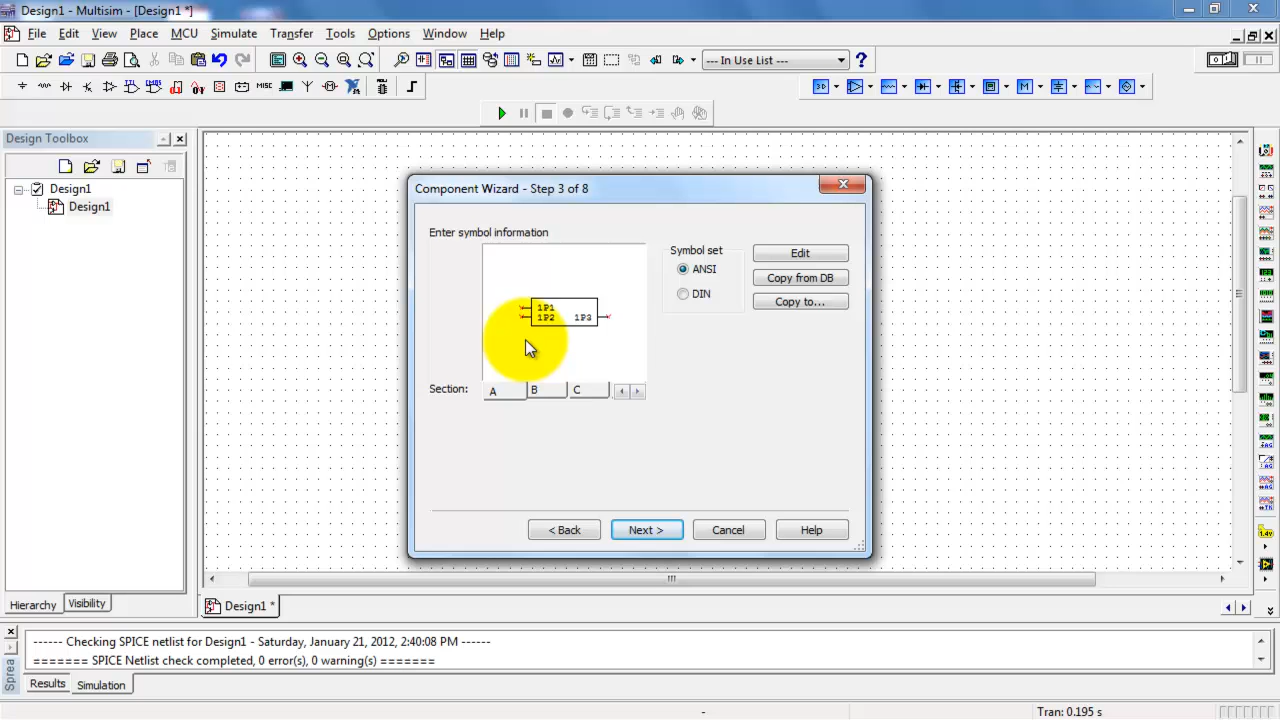 Design1 - Multisim - [Design1 *]
File Edit View Place MCU Simulate Transfer Tools Options Window Help
--- In Use List ---
MISC
Design Toolbox
Design1
Design1
Component Wizard - Step 3 of 8
Enter symbol information
Symbol set
ANSI
DIN
Edit
Copy from DB
Copy to...
1P1
1P2 1P3
Section: A B C
< Back Next > Cancel Help
Hierarchy Visibility
Design1 *
------ Checking SPICE netlist for Design1 - Saturday, January 21, 2012, 2:40:08 PM ------
======= SPICE Netlist check completed, 0 error(s), 0 warning(s) =======
Sprea
Results Simulation
- Tran: 0.195 s